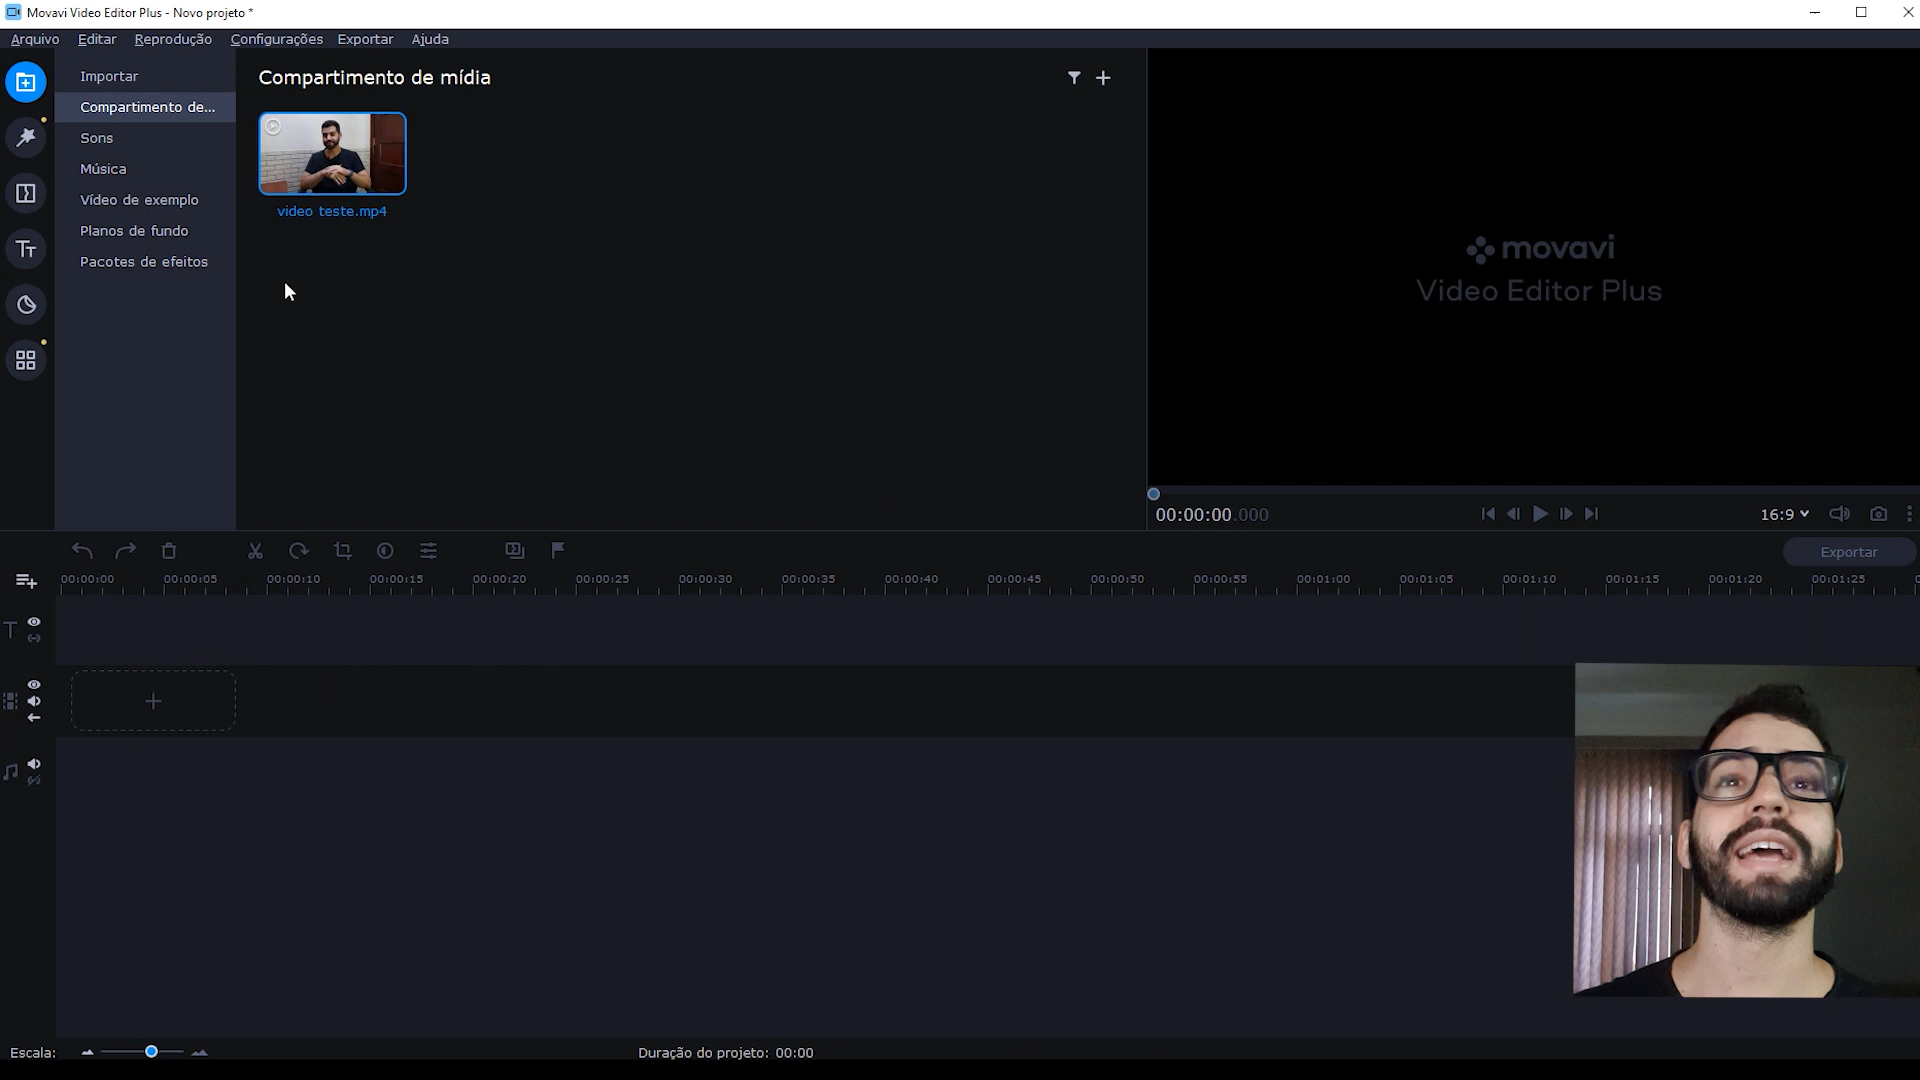 Movavi Video Editor Plus - Novo projeto *
Arquivo Editar Reprodução Configurações Exportar Ajuda
Importar
Compartimento de...
Sons
Música
Vídeo de exemplo
Planos de fundo
Pacotes de efeitos
Compartimento de mídia
video teste.mp4
movavi
Video Editor Plus
00:00:00.000
16:9
Exportar
00:00:00 00:00:05 00:00:10 00:00:15 00:00:20 00:00:25 00:00:30 00:00:35 00:00:40 00:00:45 00:00:50 00:00:55 00:01:00 00:01:05 00:01:10 00:01:15 00:01:20 00:01:25
Escala:
Duração do projeto: 00:00